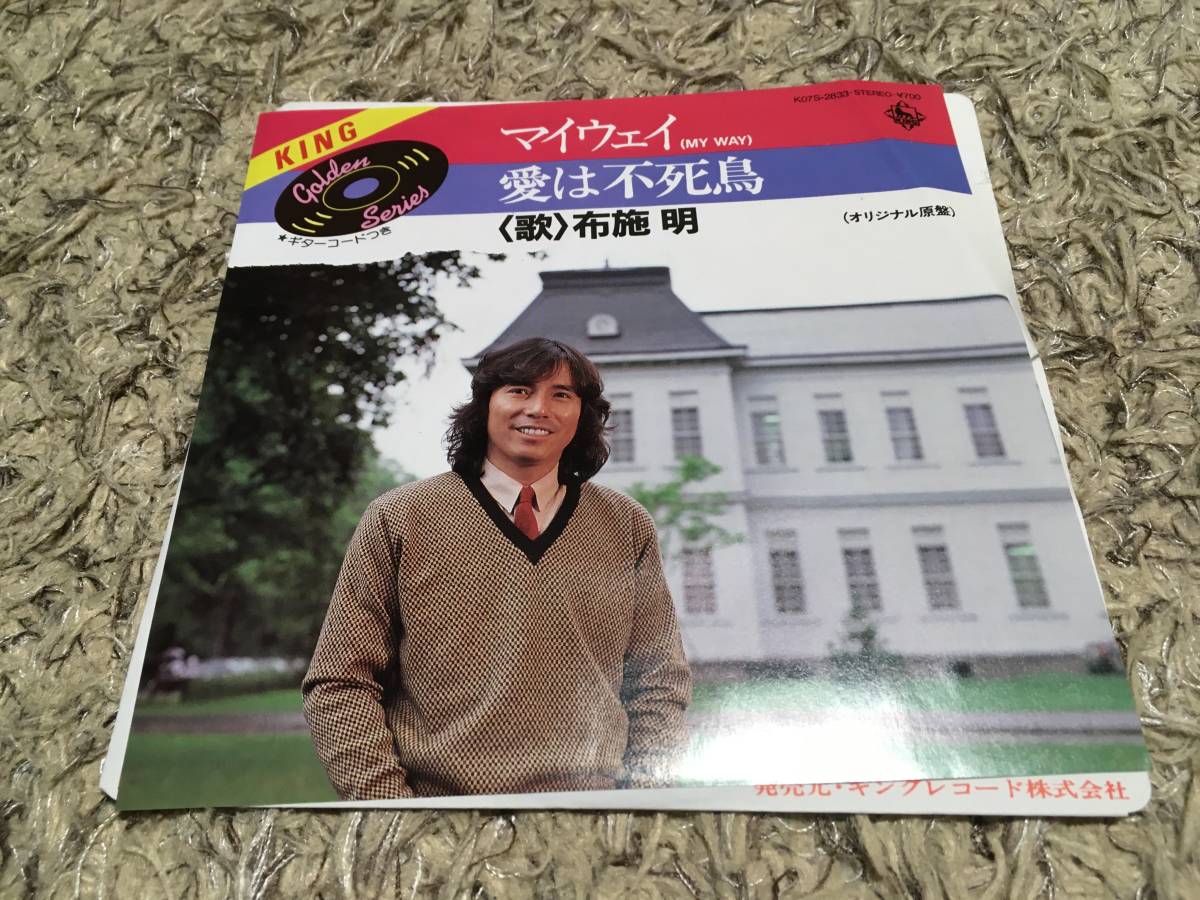 K07S-2833・STEREO・¥700
KING
KING
Golden
Series
★ギターコードつき
マイウェイ(MY WAY)
愛は不死鳥
〈歌〉布施 明
(オリジナル原盤)
発売元・キングレコード株式会社